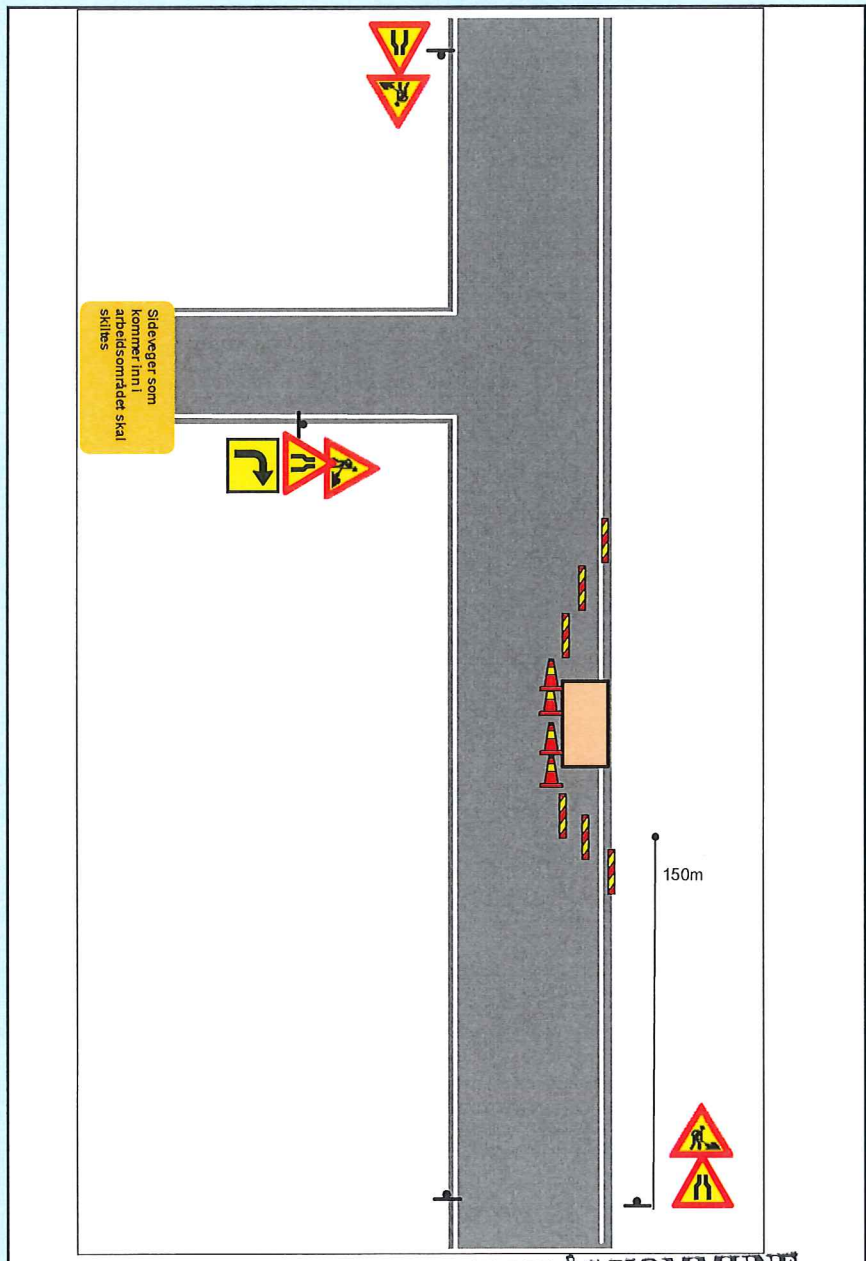 Sideveger som
kommer inn i
arbeidsområdet skal
skiltes
150m